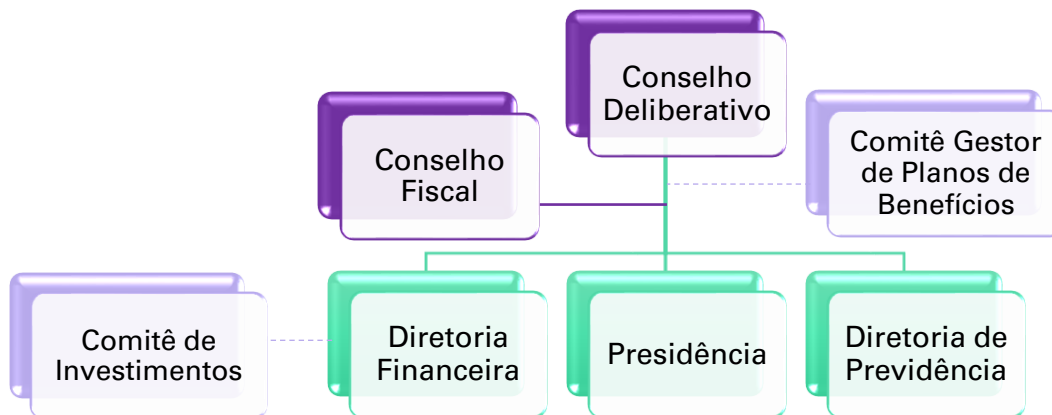 Conselho
Deliberativo
Conselho
Fiscal
Comitê Gestor
de Planos de
Benefícios
Comitê de
Investimentos
Diretoria
Financeira
Presidência
Diretoria de
Previdência